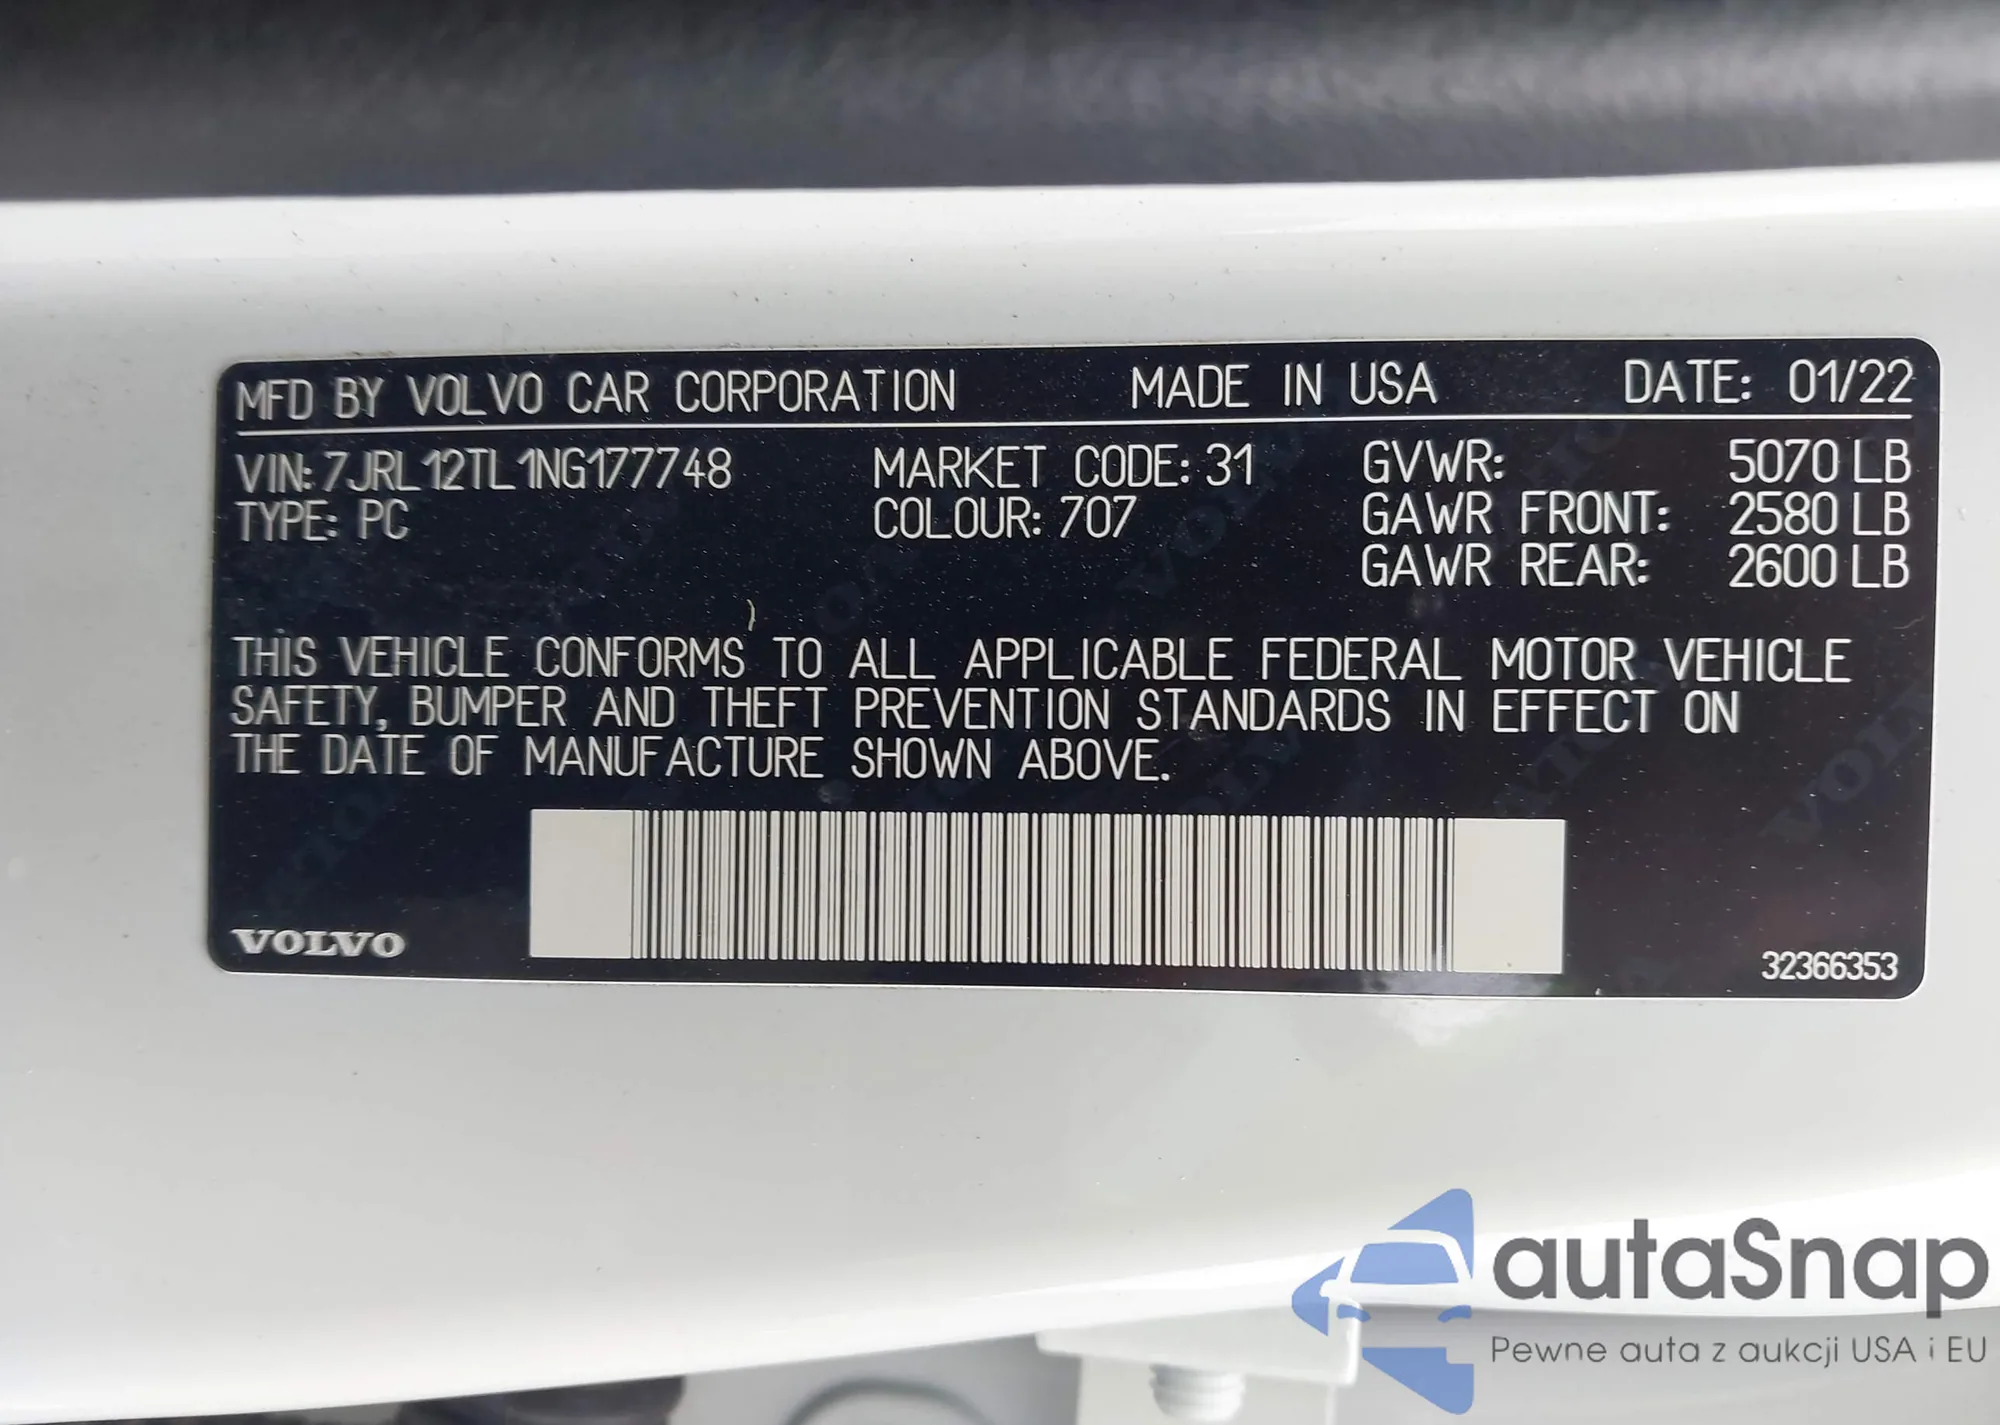 MFD BY VOLVO CAR CORPORATION MADE IN USA DATE: 01/22
VIN: 7JRL12TL1NG177748 MARKET CODE: 31 GVWR: 5070 LB
TYPE: PC COLOUR: 707 GAWR FRONT: 2580 LB
GAWR REAR: 2600 LB
THIS VEHICLE CONFORMS TO ALL APPLICABLE FEDERAL MOTOR VEHICLE
SAFETY, BUMPER AND THEFT PREVENTION STANDARDS IN EFFECT ON
THE DATE OF MANUFACTURE SHOWN ABOVE.
VOLVO
32366353
autaSnap
Pewne auta z aukcji USA i EU